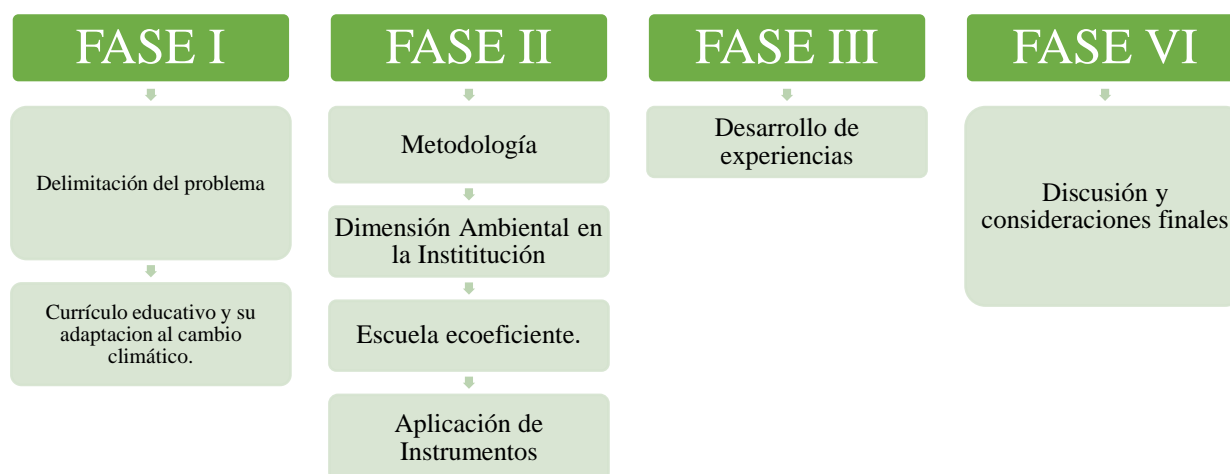 FASE I
Delimitación del problema
Currículo educativo y su
adaptacion al cambio
climático.
FASE II
Metodología
Dimensión Ambiental en
la Instititución
Escuela ecoeficiente.
Aplicación de
Instrumentos
FASE III
Desarrollo de
experiencias
FASE VI
Discusión y
consideraciones finales